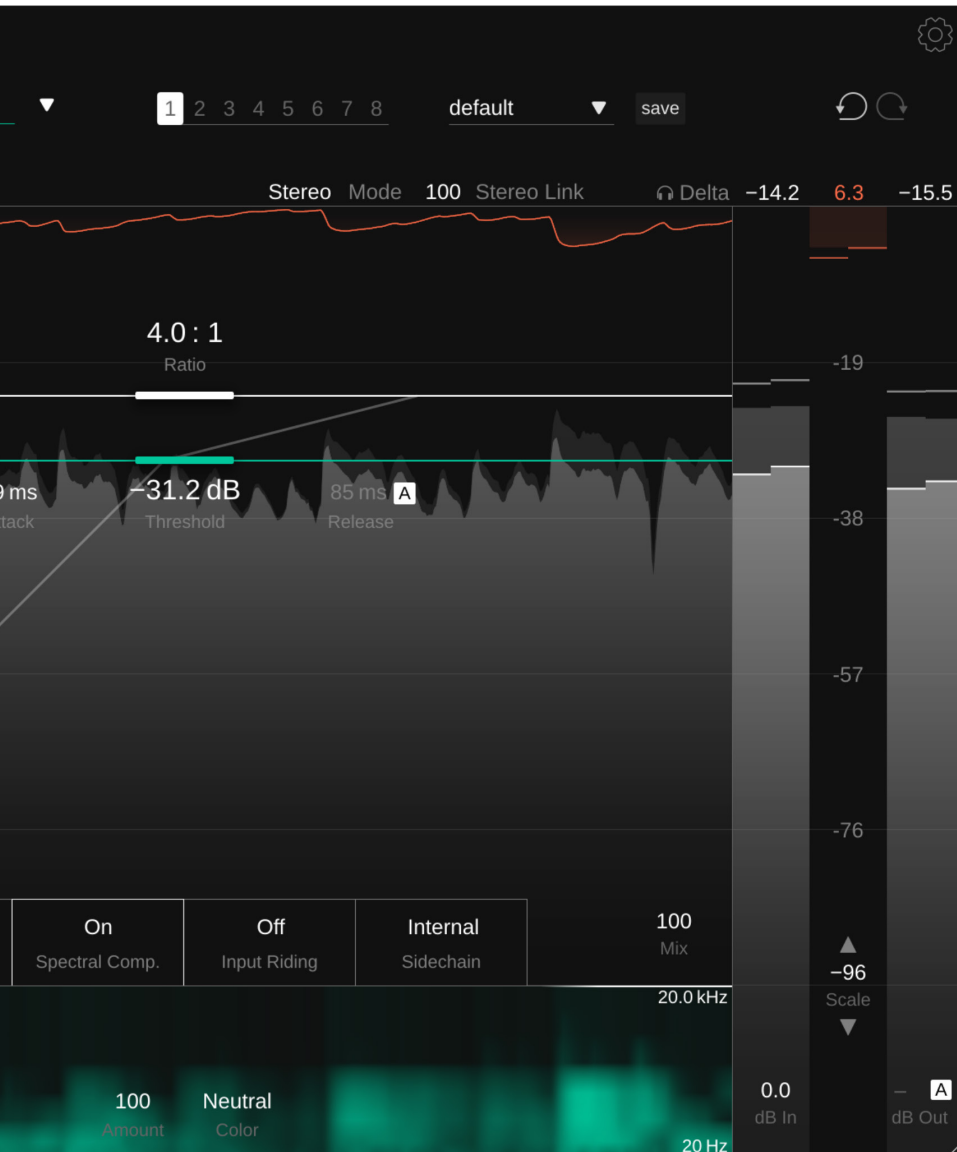 1 2 3 4 5 6 7 8 default save
Stereo Mode 100 Stereo Link Delta −14.2 6.3 −15.5
4.0 : 1
Ratio
-19
9 ms −31.2 dB 85 ms A
tack Threshold Release
-38
-57
-76
On Off Internal 100
Spectral Comp. Input Riding Sidechain Mix
−96
Scale
20.0 kHz
100 Neutral 0.0 – A
Amount Color dB In dB Out
20 Hz